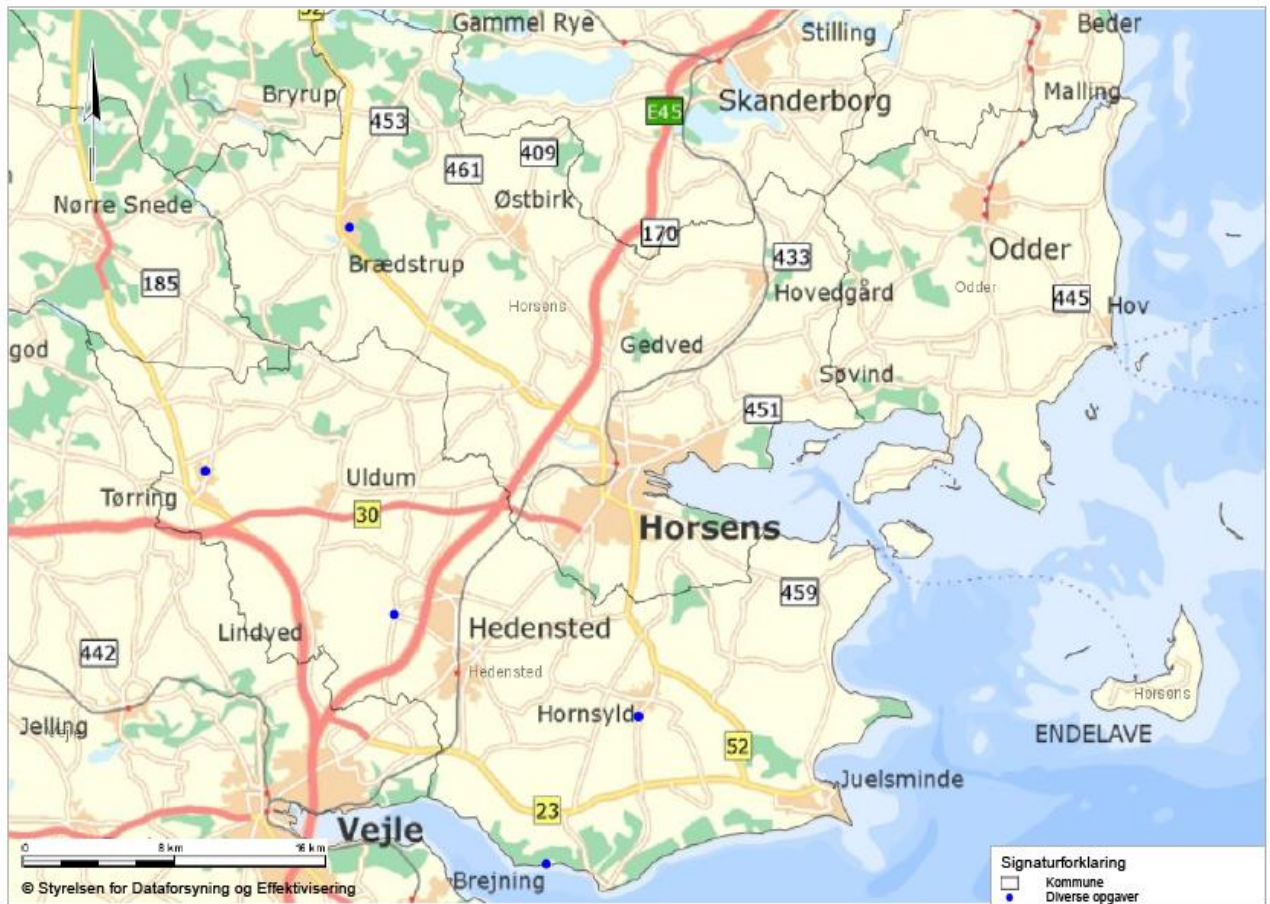 52
Gammel Rye
Stilling
Beder
Bryrup
E45
Skanderborg
Malling
453
409
461
Nørre Snede
Østbirk
170
433
Odder
Brædstrup
185
Hovedgård
Odder
445
Hov
Horsens
god
Gedved
Søvind
451
Uldum
Tørring
30
Horsens
459
Lindved
Hedensted
442
Hedensted
Horsens
Jelling
Hornsyld
ENDELAVE
52
Juelsminde
23
Vejle
0 8 km 16 km
Brejning
© Styrelsen for Dataforsyning og Effektivisering
Signaturforklaring
Kommune
Diverse opgaver